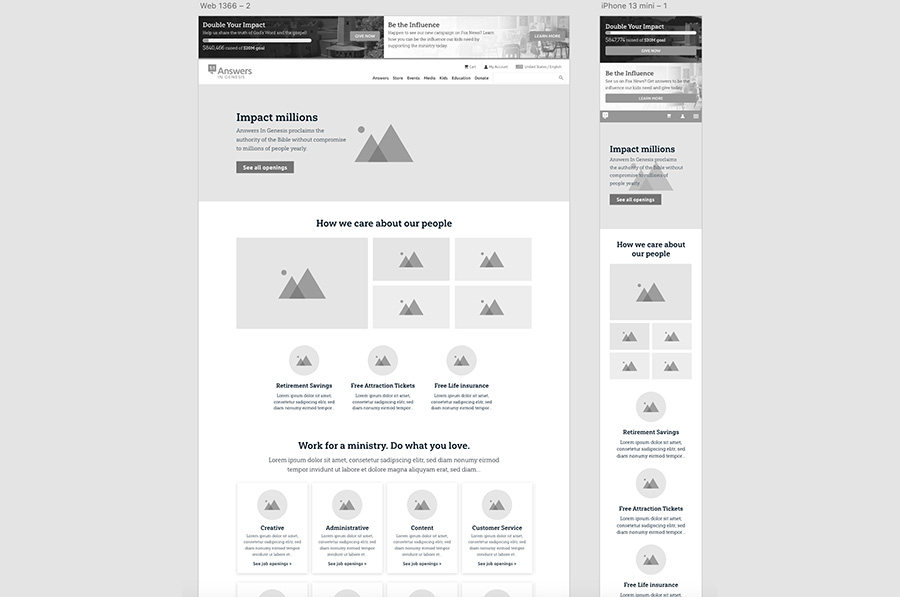 Web 1366 – 2
Double Your Impact
Help us share the truth of God's Word and the gospel!
$840,466 raised of $20M goal
GIVE NOW
Be the Influence
Happen to see our new campaign on Fox News? Learn
how you can be the influence our kids need by
supporting the ministry today.
LEARN MORE
Answers
IN GENESIS
Cart
My Account
United States / English
Answers Store Events Media Kids Education Donate
Impact millions
Answers In Genesis proclaims the
authority of the Bible without compromise
to millions of people yearly.
See all openings
How we care about our people
Retirement Savings
Lorem ipsum dolor sit amet,
consetetur sadipscing elitr, sed
diam nonumy eirmod tempor .
Free Attraction Tickets
Lorem ipsum dolor sit amet,
consetetur sadipscing elitr, sed
diam nonumy eirmod tempor .
Free Life insurance
Lorem ipsum dolor sit amet,
consetetur sadipscing elitr, sed
diam nonumy eirmod tempor .
Work for a ministry. Do what you love.
Lorem ipsum dolor sit amet, consetetur sadipscing elitr, sed diam nonumy eirmod
tempor invidunt ut labore et dolore magna aliquyam erat, sed diam...
Creative
Lorem ipsum dolor sit amet,
consetetur sadipscing elitr, sed
diam nonumy eirmod tempor
invidunt ut labore et..
See job openings >
Administrative
Lorem ipsum dolor sit amet,
consetetur sadipscing elitr, sed
diam nonumy eirmod tempor
invidunt ut labore et..
See job openings >
Content
Lorem ipsum dolor sit amet,
consetetur sadipscing elitr, sed
diam nonumy eirmod tempor
invidunt ut labore et..
See job openings >
Customer Service
Lorem ipsum dolor sit amet,
consetetur sadipscing elitr, sed
diam nonumy eirmod tempor
invidunt ut labore et..
See job openings >
iPhone 13 mini – 1
Double Your Impact
$847,774 raised of $20M goal
GIVE NOW
Be the Influence
See us on Fox News? Get answers to be the
influence our kids need and give today.
LEARN MORE
Impact millions
Answers In Genesis proclaims
the authority of the Bible without
compromise to millions of
people yearly.
See all openings
How we care about
our people
Retirement Savings
Lorem ipsum dolor sit amet,
consetetur sadipscing elitr, sed
diam nonumy eirmod tempor...
Free Attraction Tickets
Lorem ipsum dolor sit amet,
consetetur sadipscing elitr, sed
diam nonumy eirmod tempor...
Free Life insurance